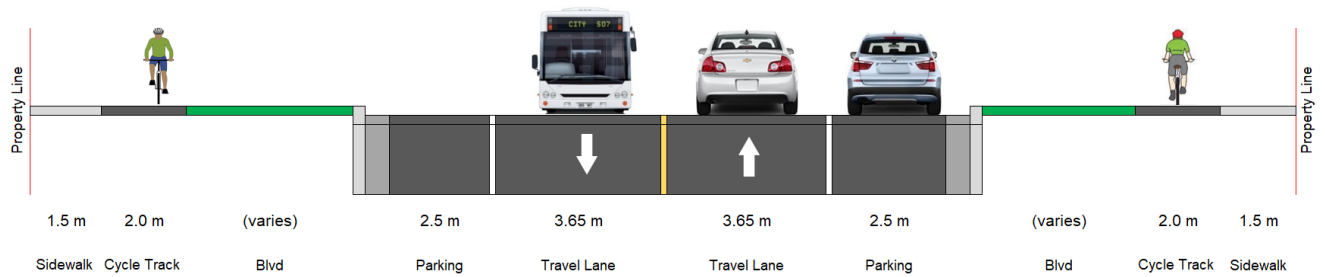 CITY 507
Property Line
Property Line
1.5 m 2.0 m (varies) 2.5 m 3.65 m 3.65 m 2.5 m (varies) 2.0 m 1.5 m
Sidewalk Cycle Track Blvd Parking Travel Lane Travel Lane Parking Blvd Cycle Track Sidewalk